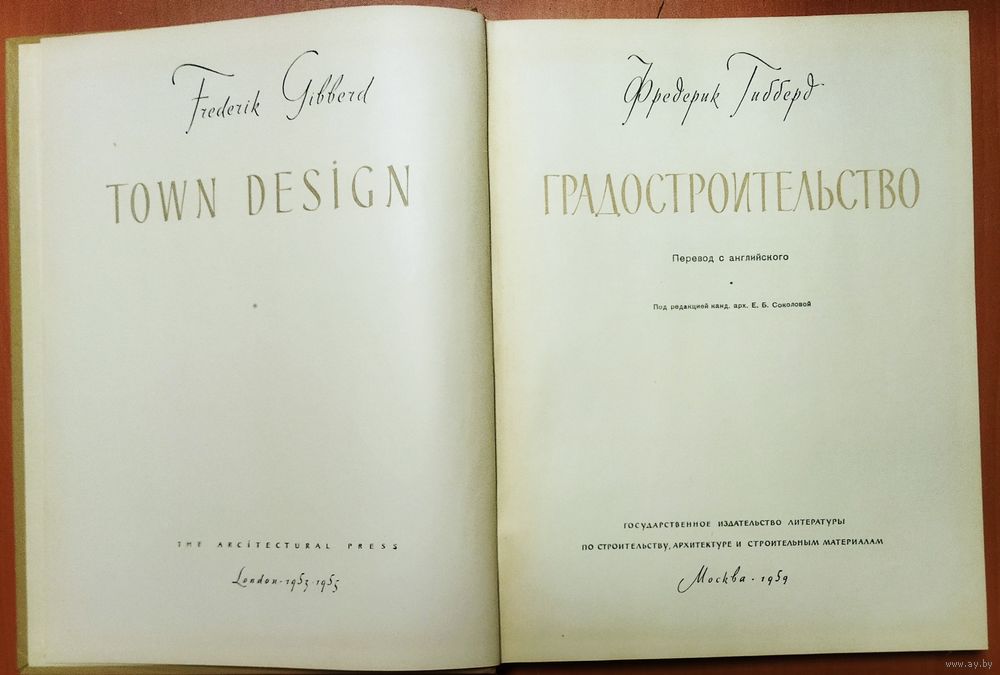 Frederik Gibberd
TOWN DESIGN
THE ARCITECTURAL PRESS
London · 1953 · 1955
Фредерик Гибберд
ГРАДОСТРОИТЕЛЬСТВО
Перевод с английского
Под редакцией канд. арх. Е. Б. Соколовой
ГОСУДАРСТВЕННОЕ ИЗДАТЕЛЬСТВО ЛИТЕРАТУРЫ
ПО СТРОИТЕЛЬСТВУ, АРХИТЕКТУРЕ И СТРОИТЕЛЬНЫМ МАТЕРИАЛАМ
Москва · 1959
www.ay.by